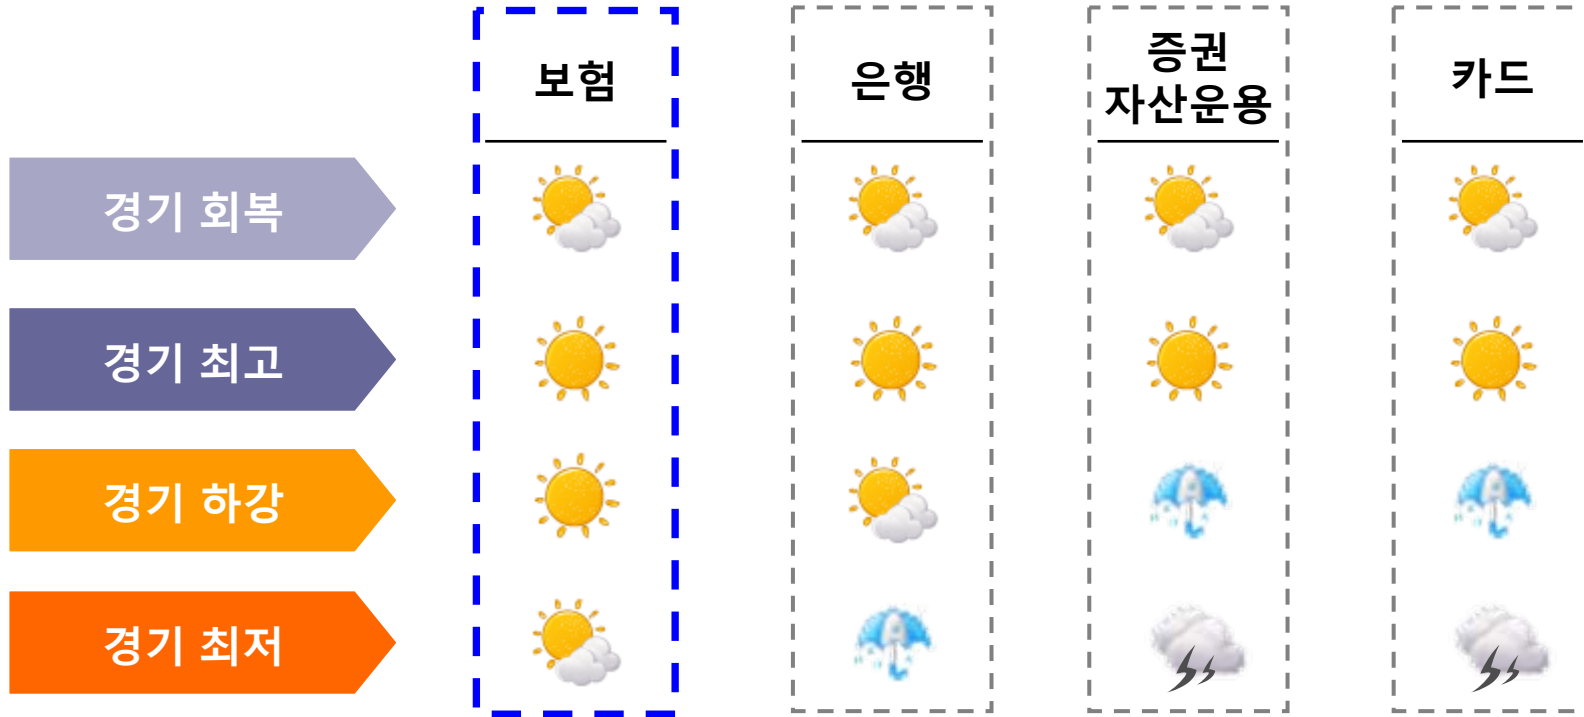 보험
은행
증권
자산운용
카드
경기 회복
경기 최고
경기 하강
경기 최저